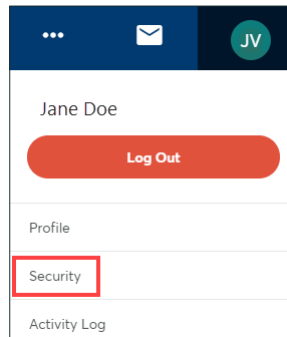 JV
Jane Doe
Log Out
Profile
Security
Activity Log